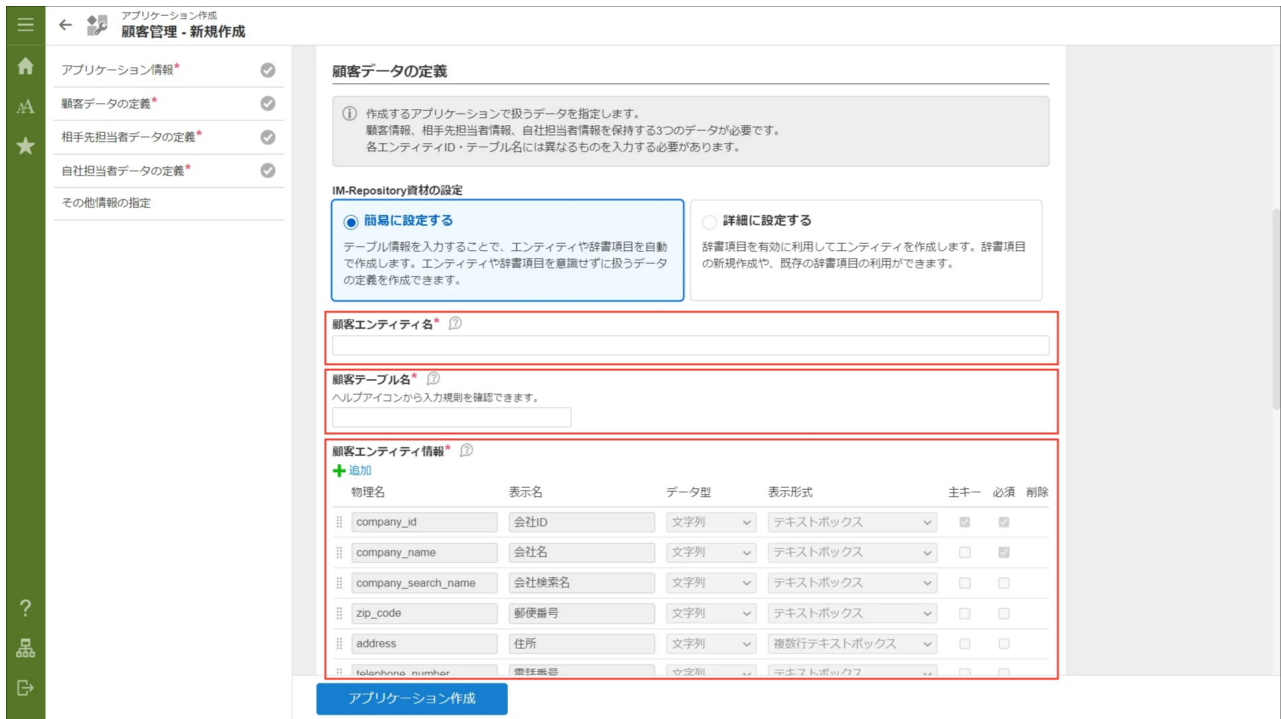 アプリケーション作成
顧客管理 - 新規作成
アプリケーション情報*
顧客データの定義*
相手先担当者データの定義*
自社担当者データの定義*
その他情報の指定
顧客データの定義
作成するアプリケーションで扱うデータを指定します。
顧客情報、相手先担当者情報、自社担当者情報を保持する3つのデータが必要です。
各エンティティID・テーブル名には異なるものを入力する必要があります。
IM-Repository資材の設定
簡易に設定する
テーブル情報を入力することで、エンティティや辞書項目を自動
で作成します。エンティティや辞書項目を意識せずに扱うデータ
の定義を作成できます。
詳細に設定する
辞書項目を有効に利用してエンティティを作成します。辞書項目
の新規作成や、既存の辞書項目の利用ができます。
顧客エンティティ名*
顧客テーブル名*
ヘルプアイコンから入力規則を確認できます。
顧客エンティティ情報*
追加
物理名 表示名 データ型 表示形式 主キー 必須 削除
company_id 会社ID 文字列 テキストボックス
company_name 会社名 文字列 テキストボックス
company_search_name 会社検索名 文字列 テキストボックス
zip_code 郵便番号 文字列 テキストボックス
address 住所 文字列 複数行テキストボックス
telephone_number 電話番号 文字列 テキストボックス
アプリケーション作成